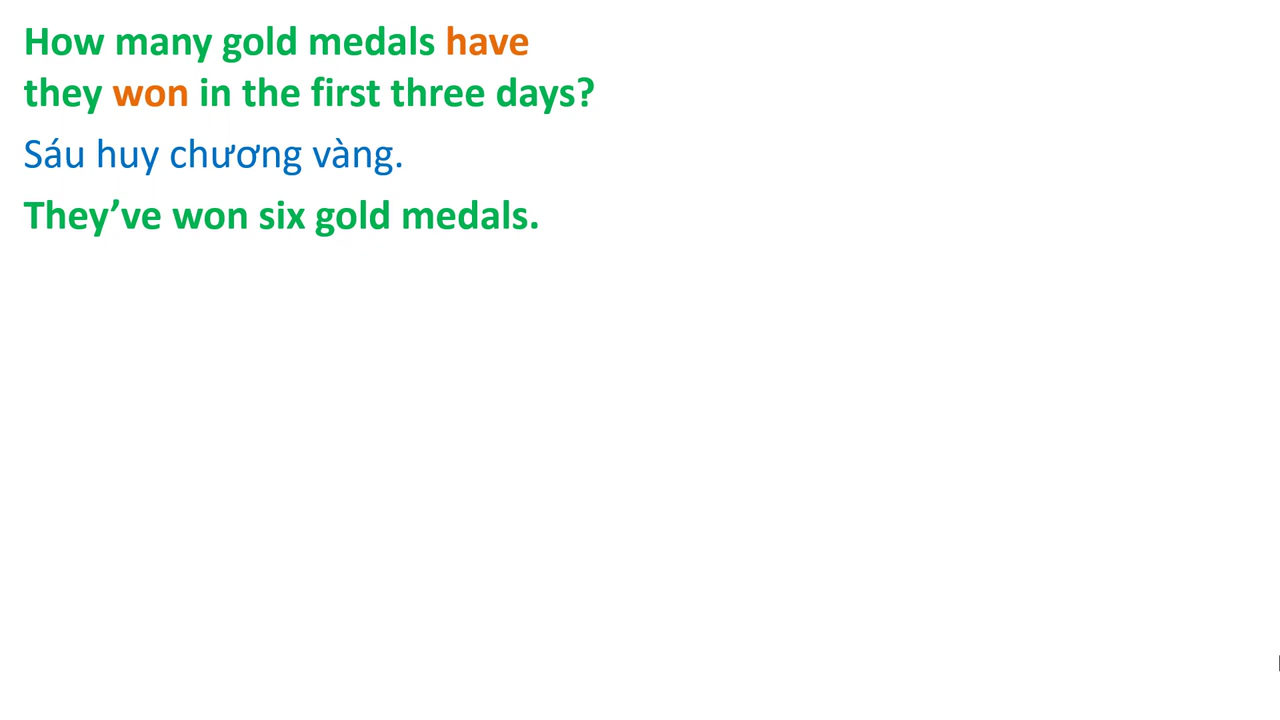 How many gold medals have
they won in the first three days?
Sáu huy chương vàng.
They’ve won six gold medals.